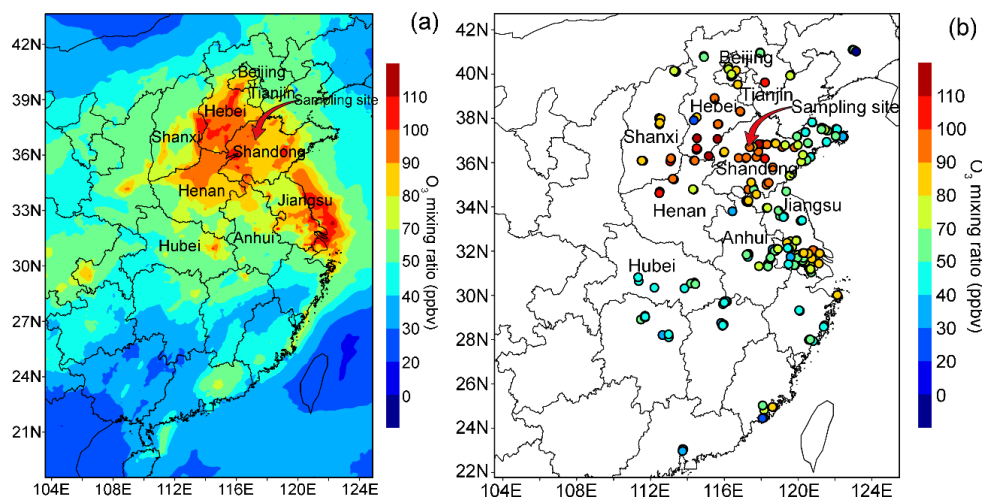 (a)
42N
39N
36N
33N
30N
27N
24N
21N
104E 108E 112E 116E 120E 124E
Beijing
Tianjin
Hebei
Sampling site
Shanxi
Shandong
Henan
Jiangsu
Hubei
Anhui
110
100
90
80
70
60
50
40
30
20
10
0
O3 mixing ratio (ppbv)
(b)
42N
40N
38N
36N
34N
32N
30N
28N
26N
24N
22N
104E 108E 112E 116E 120E 124E
Beijing
Tianjin
Hebei
Sampling site
Shanxi
Shandong
Henan
Jiangsu
Anhui
Hubei
110
100
90
80
70
60
50
40
30
20
10
0
O3 mixing ratio (ppbv)